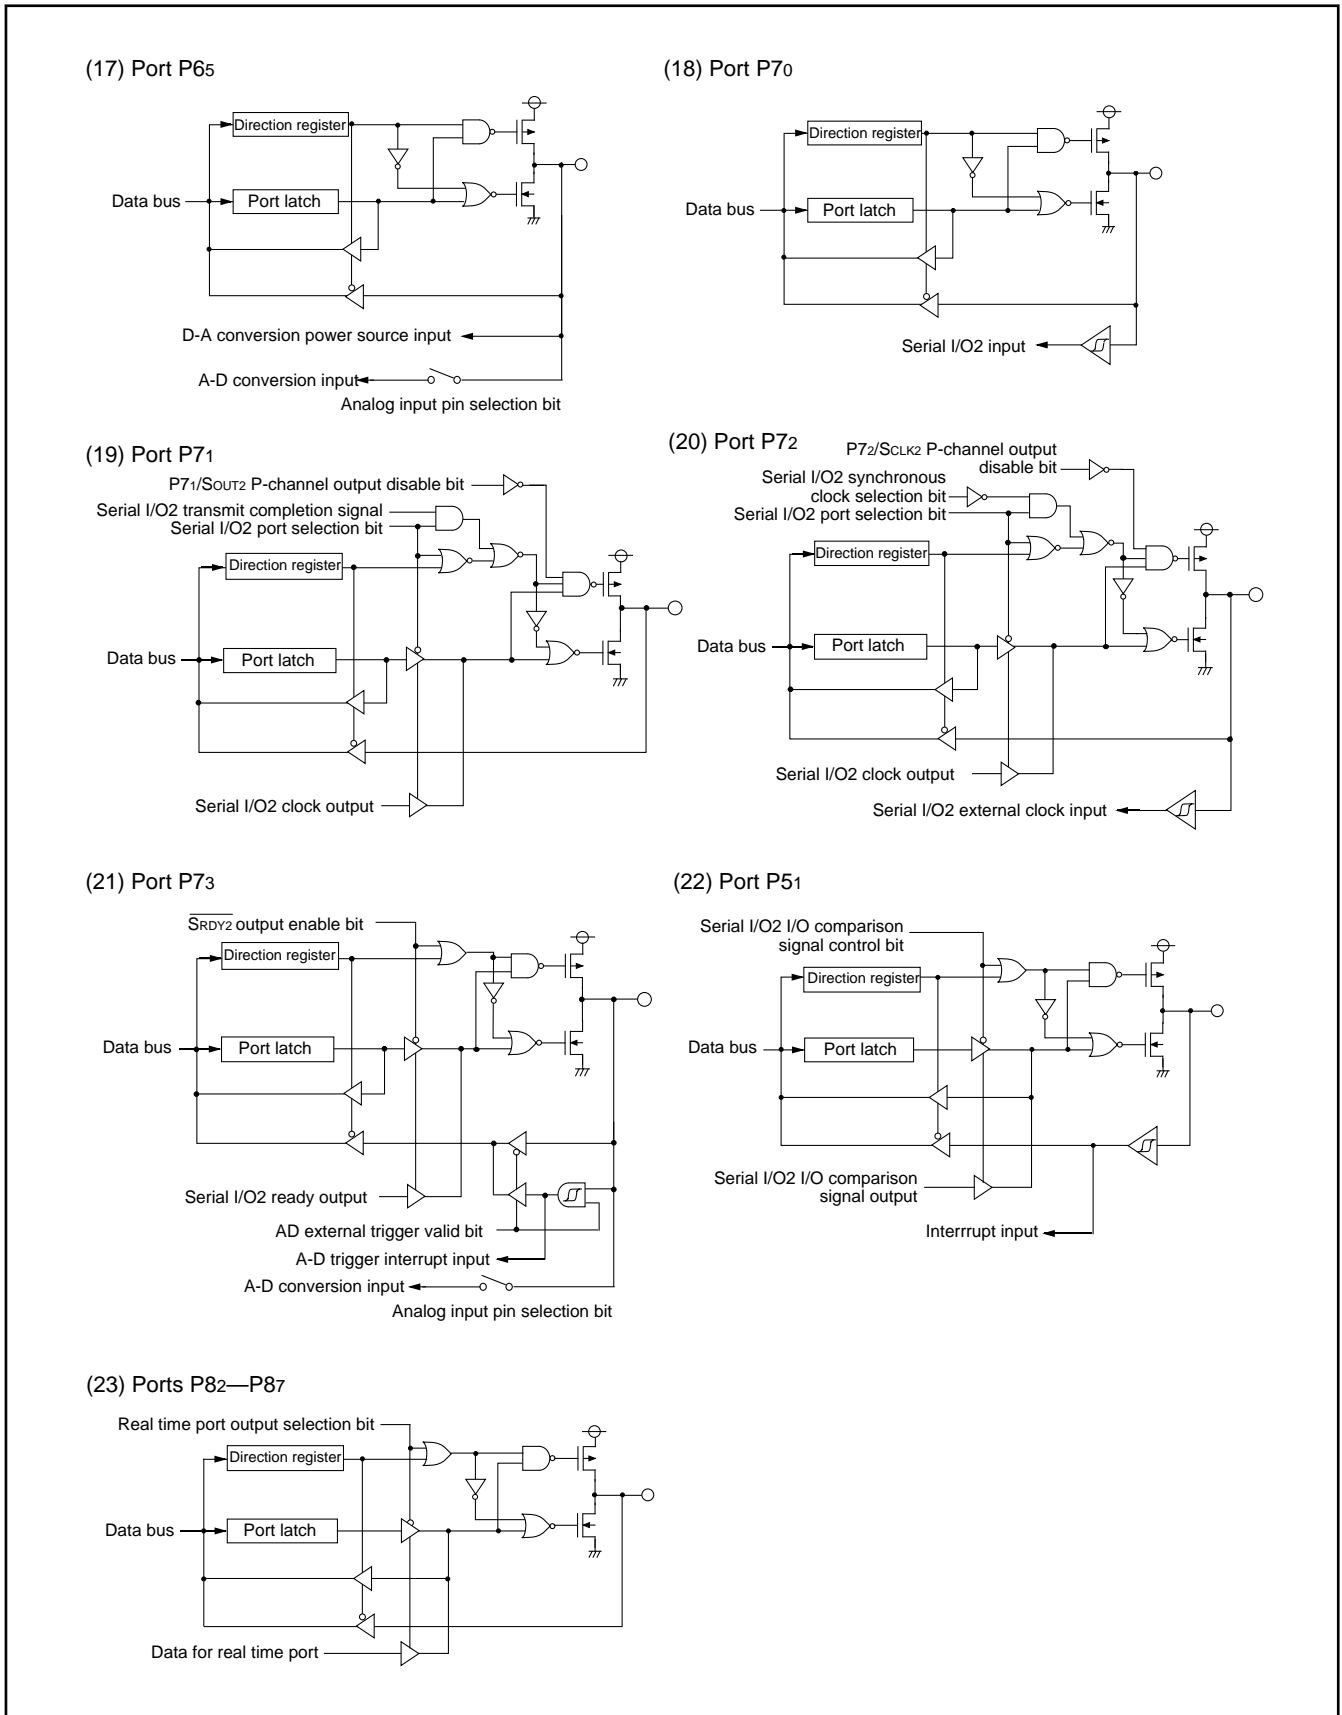 (17) Port P65
Direction register
Data bus
Port latch
D-A conversion power source input
A-D conversion input
Analog input pin selection bit
(18) Port P70
Direction register
Data bus
Port latch
Serial I/O2 input
(19) Port P71
P71/SOUT2 P-channel output disable bit
Serial I/O2 transmit completion signal
Serial I/O2 port selection bit
Direction register
Data bus
Port latch
Serial I/O2 clock output
(20) Port P72
P72/SCLK2 P-channel output
disable bit
Serial I/O2 synchronous
clock selection bit
Serial I/O2 port selection bit
Direction register
Data bus
Port latch
Serial I/O2 clock output
Serial I/O2 external clock input
(21) Port P73
SRDY2 output enable bit
Direction register
Data bus
Port latch
Serial I/O2 ready output
AD external trigger valid bit
A-D trigger interrupt input
A-D conversion input
Analog input pin selection bit
(22) Port P51
Serial I/O2 I/O comparison
signal control bit
Direction register
Data bus
Port latch
Serial I/O2 I/O comparison
signal output
Interrrupt input
(23) Ports P82—P87
Real time port output selection bit
Direction register
Data bus
Port latch
Data for real time port